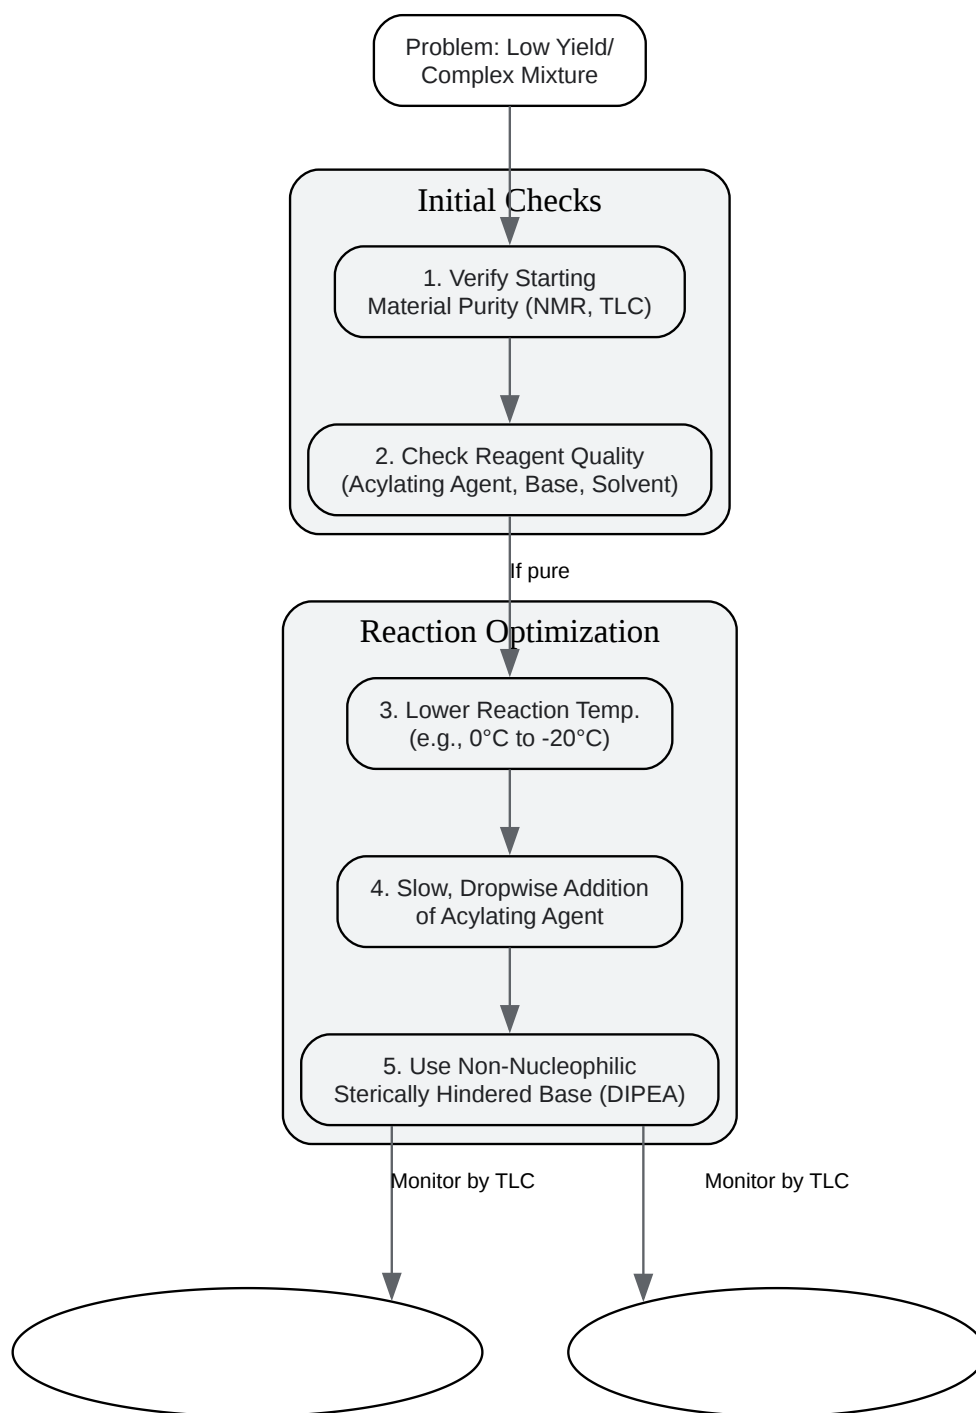 Problem: Low Yield/
Complex Mixture
Initial Checks
1. Verify Starting
Material Purity (NMR, TLC)
2. Check Reagent Quality
(Acylating Agent, Base, Solvent)
If pure
Reaction Optimization
3. Lower Reaction Temp.
(e.g., 0°C to -20°C)
4. Slow, Dropwise Addition
of Acylating Agent
5. Use Non-Nucleophilic
Sterically Hindered Base (DIPEA)
Monitor by TLC
Monitor by TLC